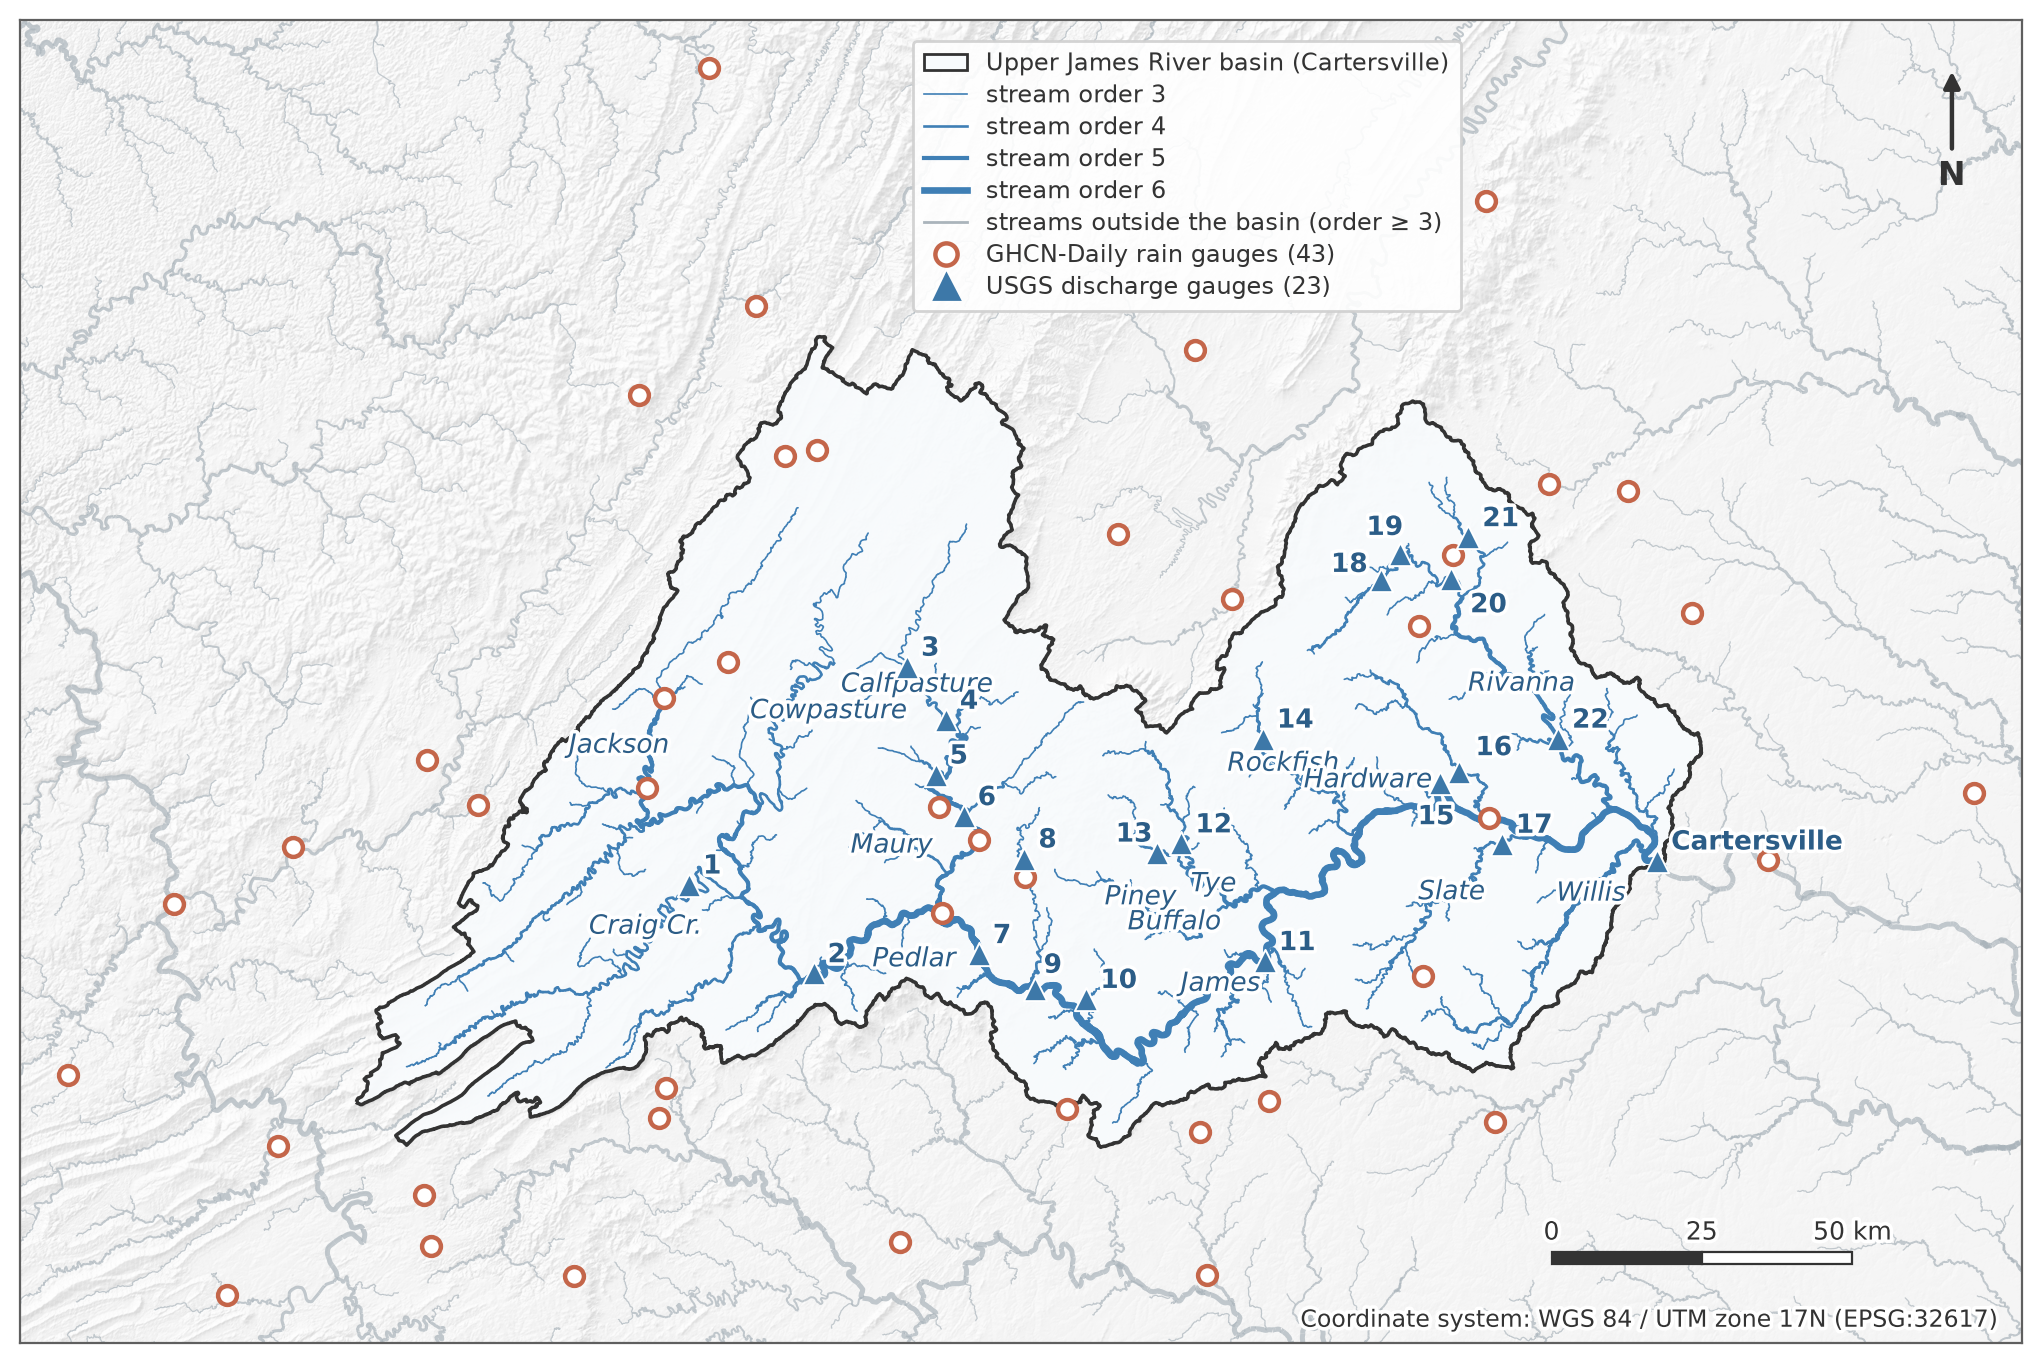 Upper James River basin (Cartersville)
stream order 3
stream order 4
stream order 5
stream order 6
streams outside the basin (order ≥ 3)
GHCN-Daily rain gauges (43)
USGS discharge gauges (23)
N
21
19
18
20
3
Calfpasture
4
Cowpasture
Rivanna
14
22
Jackson
16
5
Rockfish
Hardware
6
15
17
13
12
8
Cartersville
Maury
1
Tye
Piney
Slate
Willis
Craig Cr.
Buffalo
7
11
2
Pedlar
9
10
James
0 25 50 km
Coordinate system: WGS 84 / UTM zone 17N (EPSG:32617)